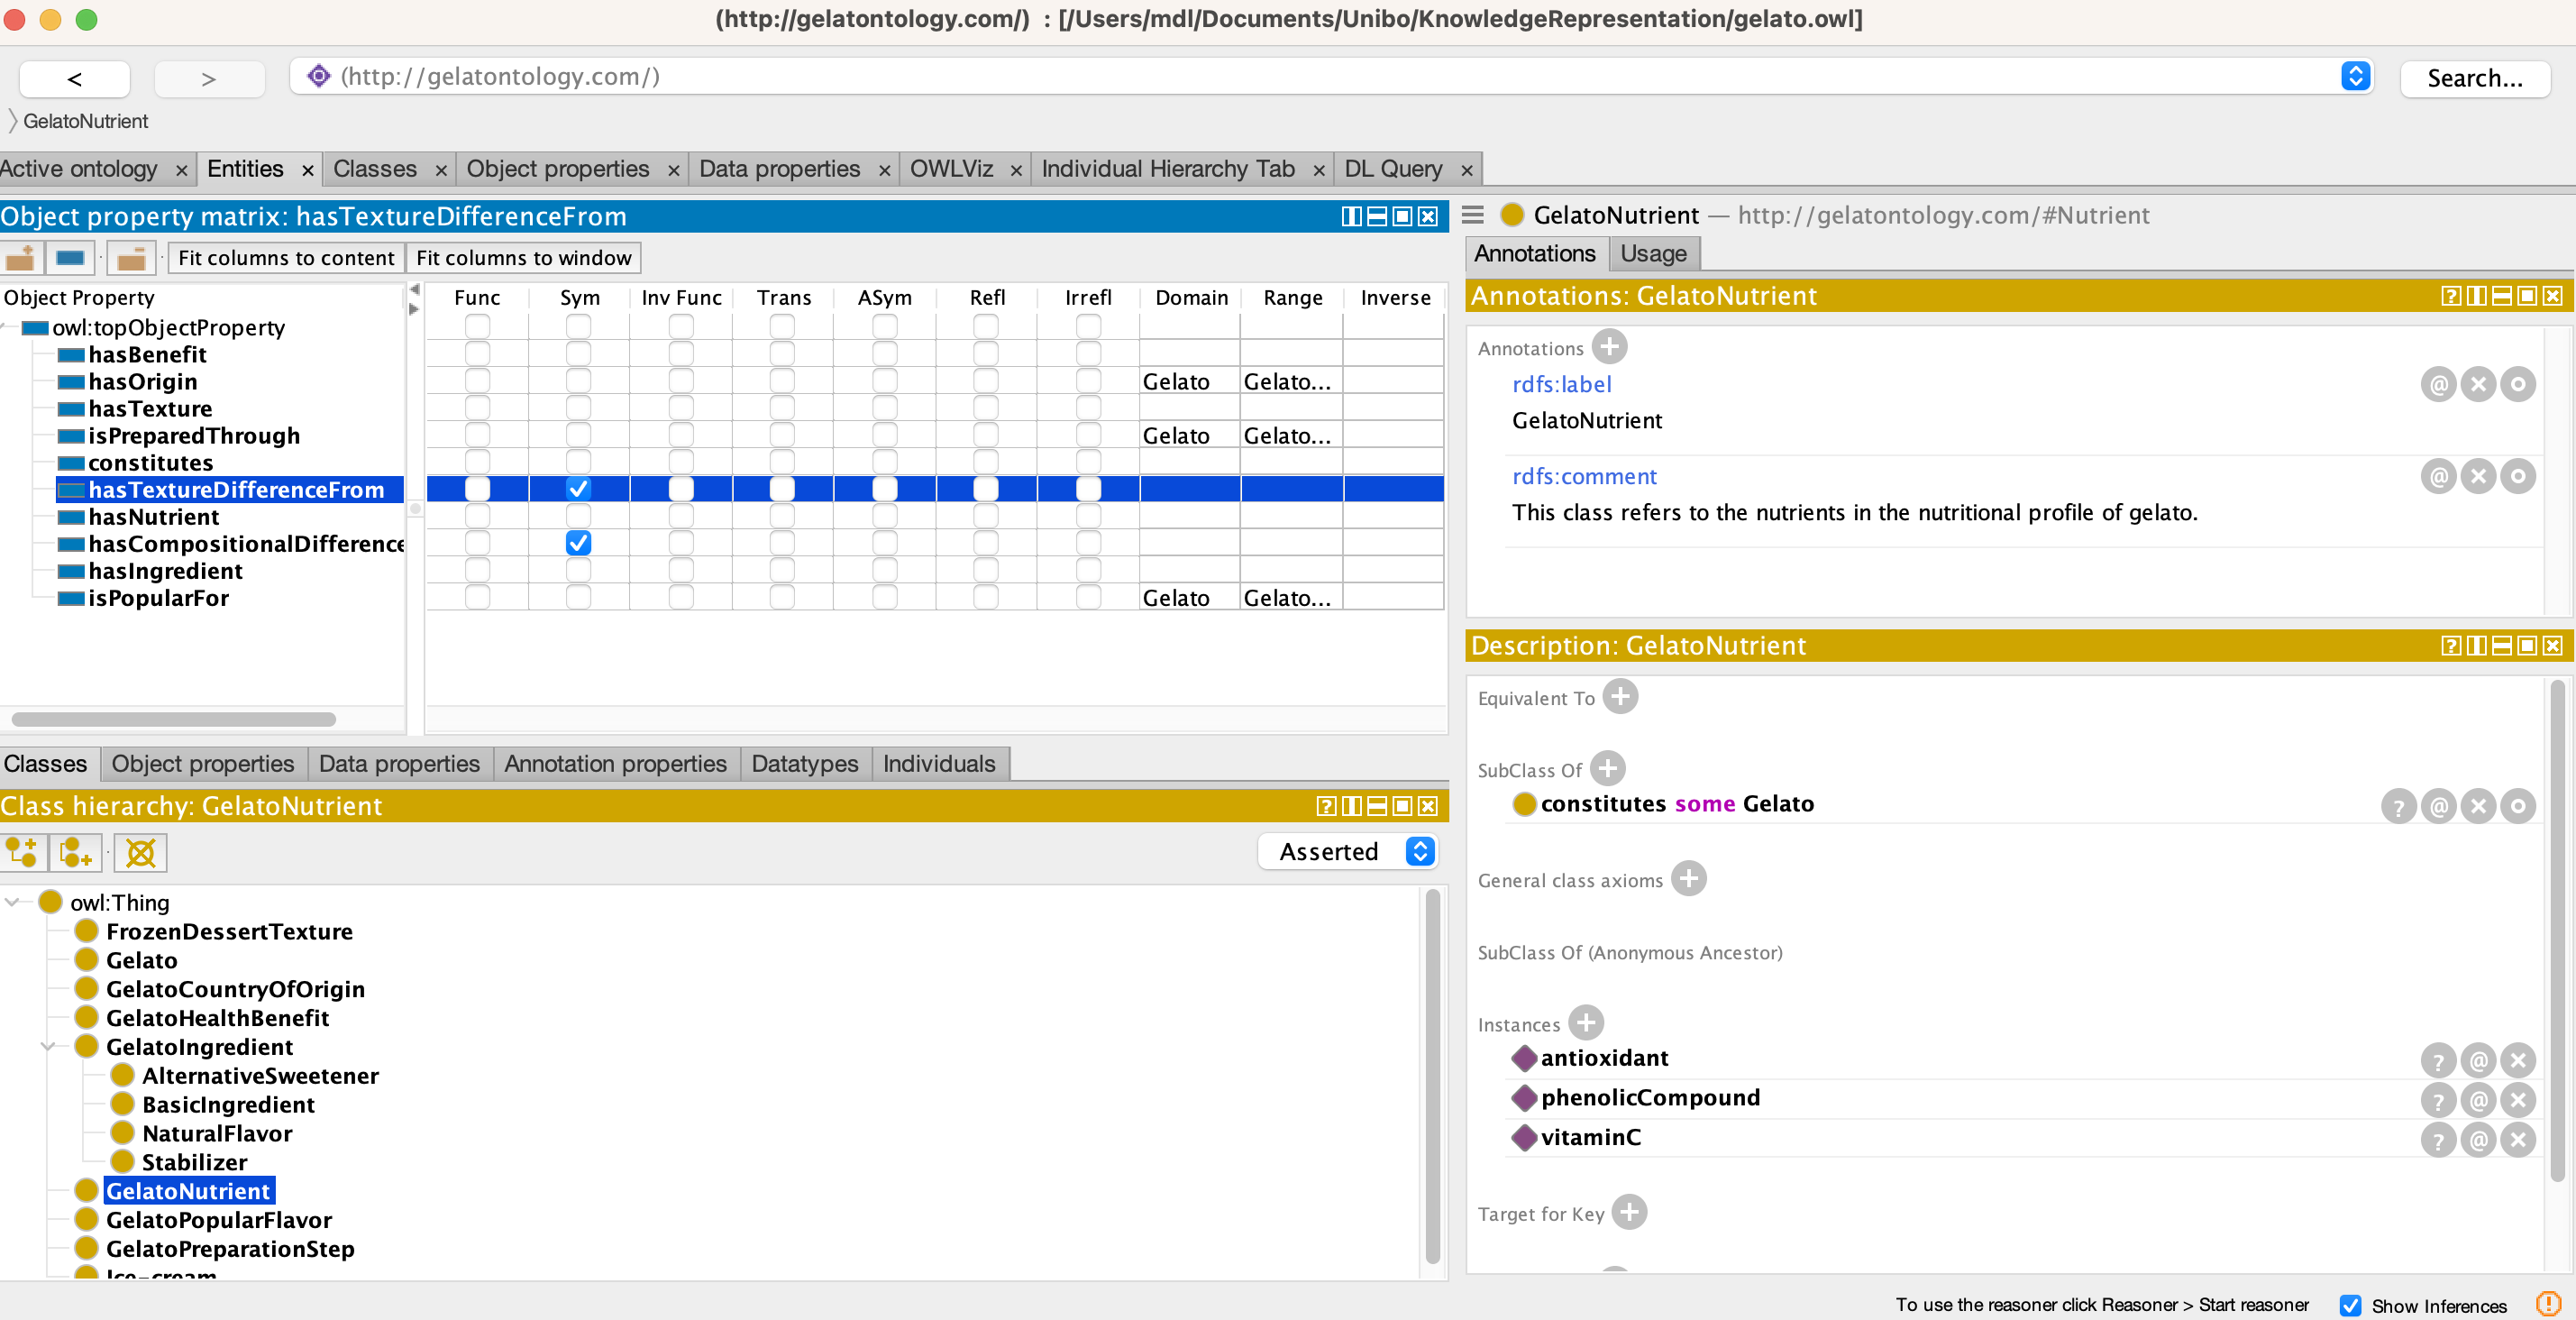 (http://gelatontology.com/) : [/Users/mdl/Documents/Unibo/KnowledgeRepresentation/gelato.owl]
< > (http://gelatontology.com/) Search...
GelatoNutrient
Active ontology × Entities × Classes × Object properties × Data properties × OWLViz × Individual Hierarchy Tab × DL Query ×
Object property matrix: hasTextureDifferenceFrom
Fit columns to content Fit columns to window
Object Property Func Sym Inv Func Trans ASym Refl Irrefl Domain Range Inverse
owl:topObjectProperty
hasBenefit
hasOrigin Gelato Gelato...
hasTexture
isPreparedThrough Gelato Gelato...
constitutes
hasTextureDifferenceFrom
hasNutrient
hasCompositionalDifference
hasIngredient
isPopularFor Gelato Gelato...
Classes Object properties Data properties Annotation properties Datatypes Individuals
Class hierarchy: GelatoNutrient
Asserted
owl:Thing
FrozenDessertTexture
Gelato
GelatoCountryOfOrigin
GelatoHealthBenefit
GelatoIngredient
AlternativeSweetener
BasicIngredient
NaturalFlavor
Stabilizer
GelatoNutrient
GelatoPopularFlavor
GelatoPreparationStep
Ice-cream
GelatoNutrient — http://gelatontology.com/#Nutrient
Annotations Usage
Annotations: GelatoNutrient
Annotations
rdfs:label
GelatoNutrient
rdfs:comment
This class refers to the nutrients in the nutritional profile of gelato.
Description: GelatoNutrient
Equivalent To
SubClass Of
constitutes some Gelato
General class axioms
SubClass Of (Anonymous Ancestor)
Instances
antioxidant
phenolicCompound
vitaminC
Target for Key
To use the reasoner click Reasoner > Start reasoner Show Inferences